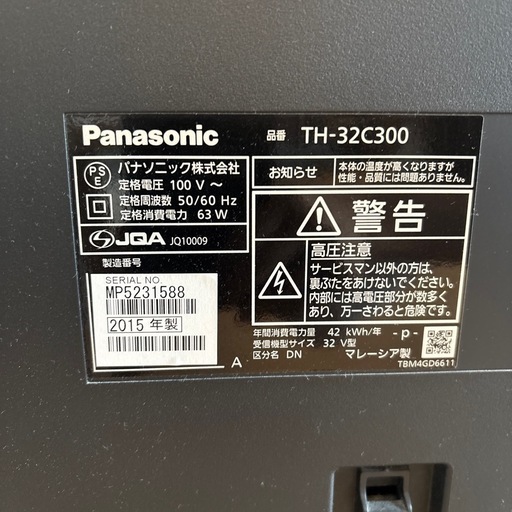 Panasonic
品番 TH-32C300
PS
E
パナソニック株式会社
定格電圧 100 V ～
定格周波数 50/60 Hz
定格消費電力 63 W
JQA JQ10009
製造番号
SERIAL NO.
MP5231588
2015 年製
A
お知らせ
本体の温度が高くなりますが
性能・品質には問題ありません
警告
高圧注意
サービスマン以外の方は、
裏ぶたをあけないでください。
内部には高電圧部分が数多く
あり、万一さわると危険です。
年間消費電力量 42 kWh/年
受信機型サイズ 32 V型
区分名 DN
-p-
マレーシア製
TBM4GD6611